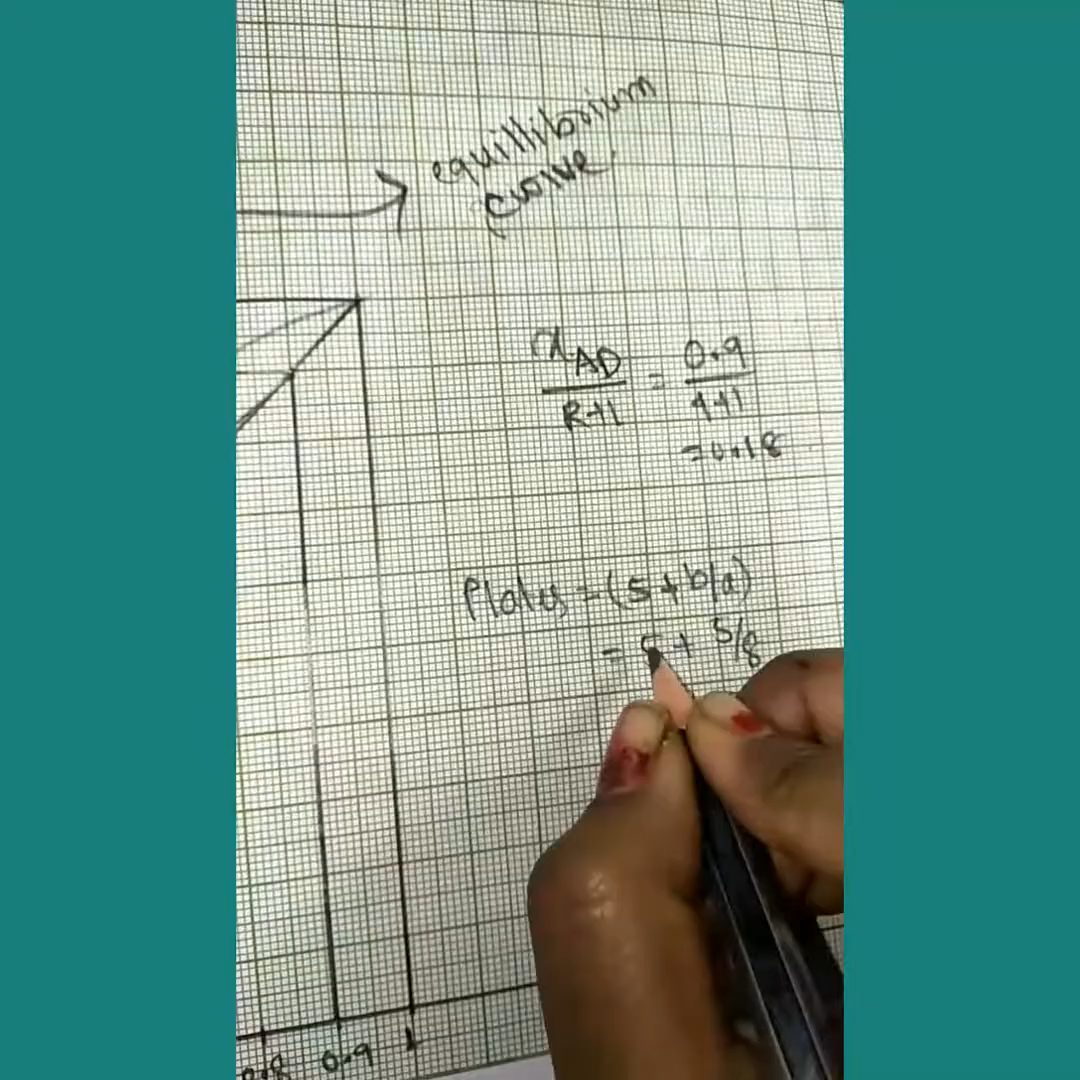 equillibrium
curve
xAD/R+1 = 0.9/4+1
=0.18
Plates = (5+b/a)
= 5+ 5/8
0.8 0.9 1